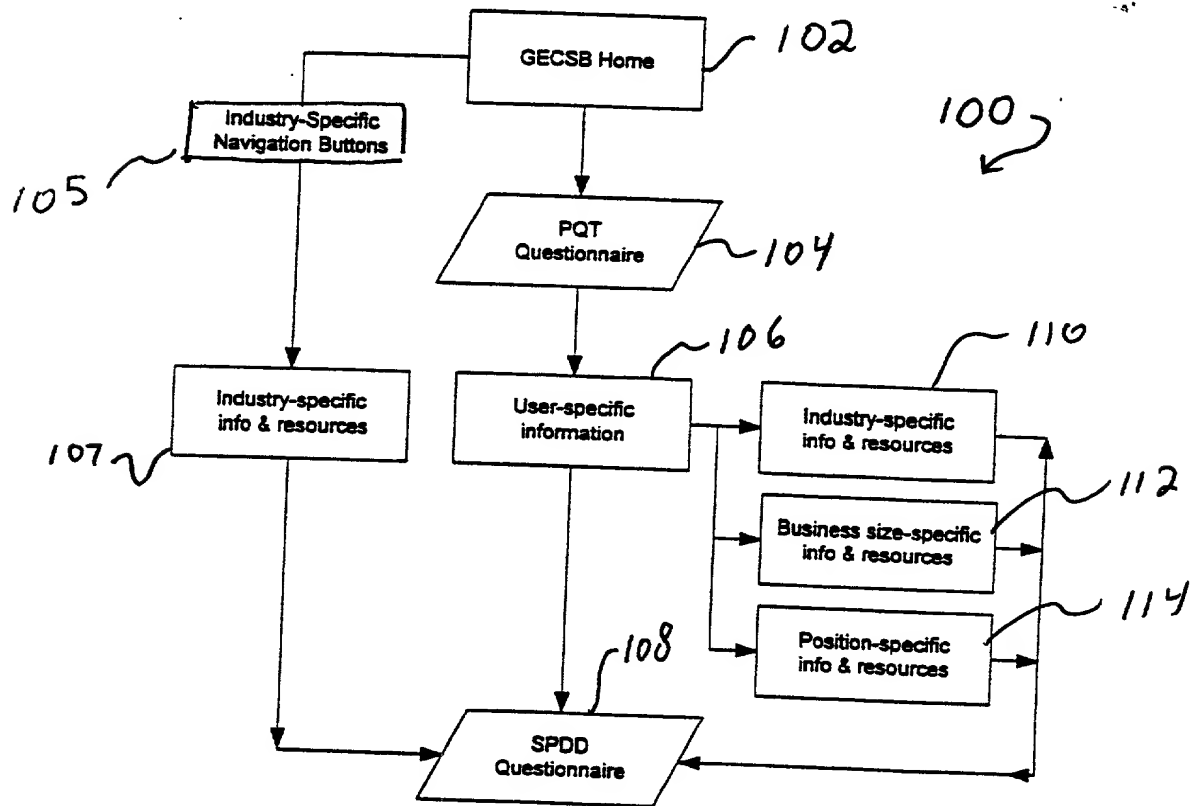 GECSB Home
102
100
Industry-Specific
Navigation Buttons
105
PQT
Questionnaire
104
106
110
Industry-specific
info & resources
107
User-specific
information
Industry-specific
info & resources
112
Business size-specific
info & resources
114
Position-specific
info & resources
108
SPDD
Questionnaire